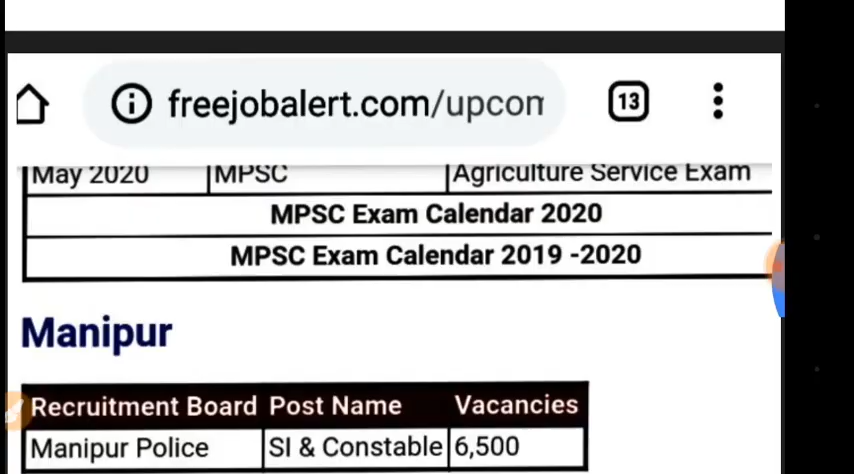 freejobalert.com/upcom
13
May 2020 MPSC Agriculture Service Exam
MPSC Exam Calendar 2020
MPSC Exam Calendar 2019 -2020
Manipur
Recruitment Board Post Name Vacancies
Manipur Police SI & Constable 6,500